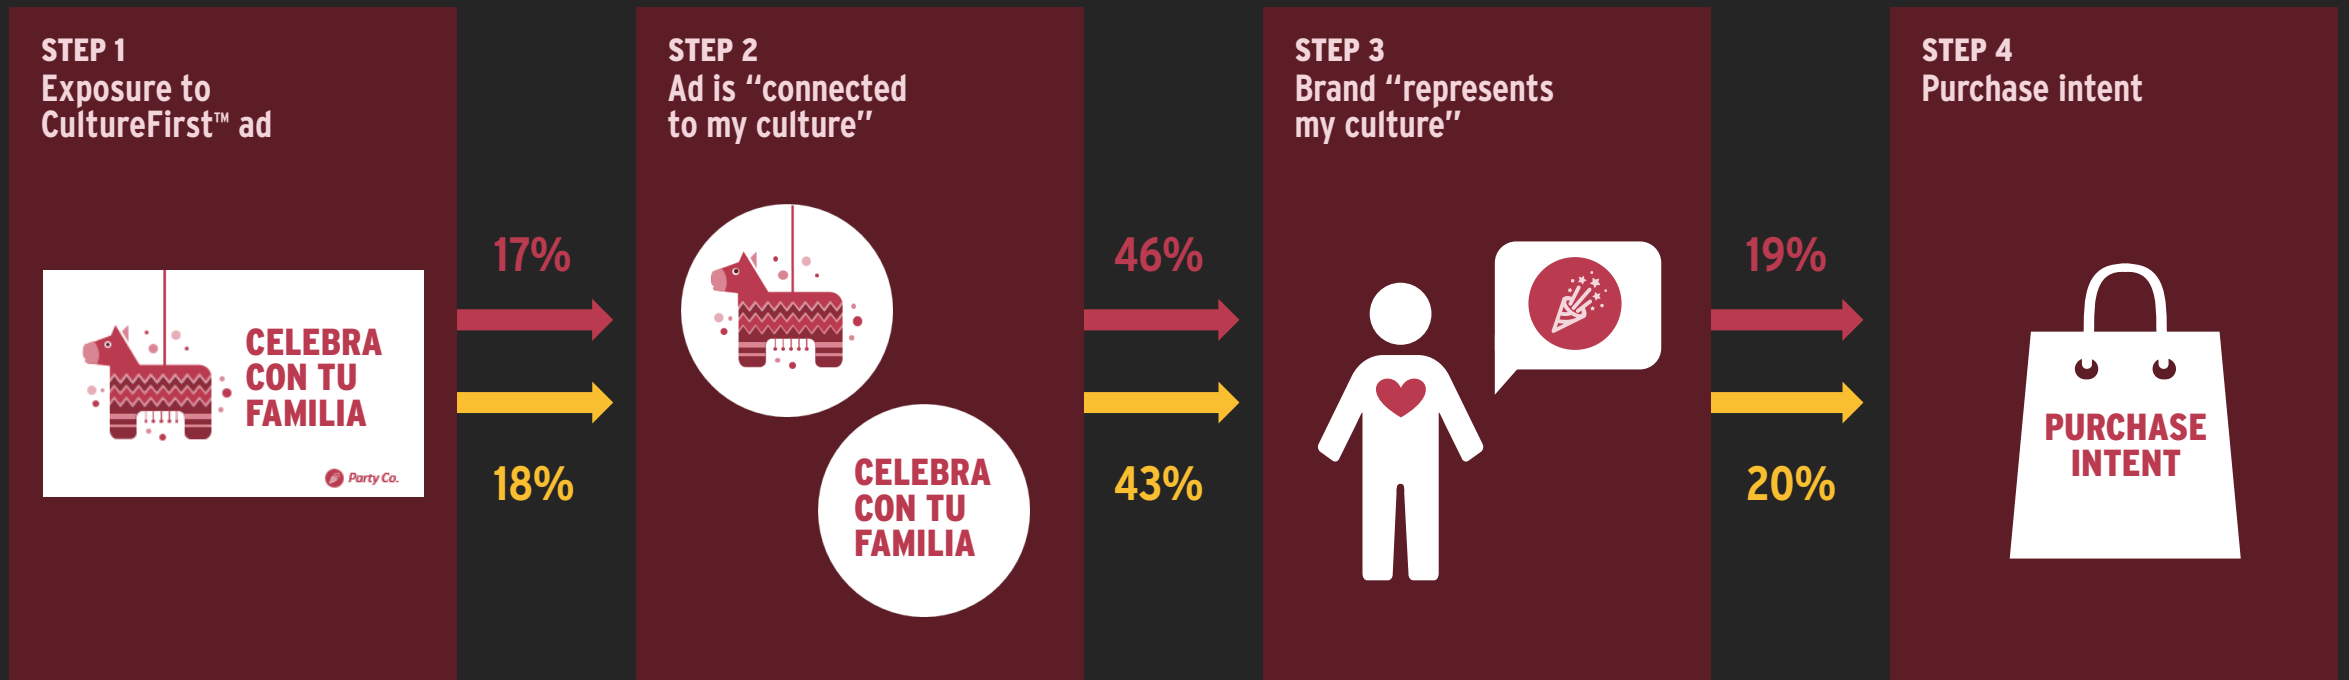 STEP 1
Exposure to
CultureFirst™ ad
CELEBRA
CON TU
FAMILIA
Party Co.
17%
18%
STEP 2
Ad is “connected
to my culture”
CELEBRA
CON TU
FAMILIA
46%
43%
STEP 3
Brand “represents
my culture”
19%
20%
STEP 4
Purchase intent
PURCHASE
INTENT